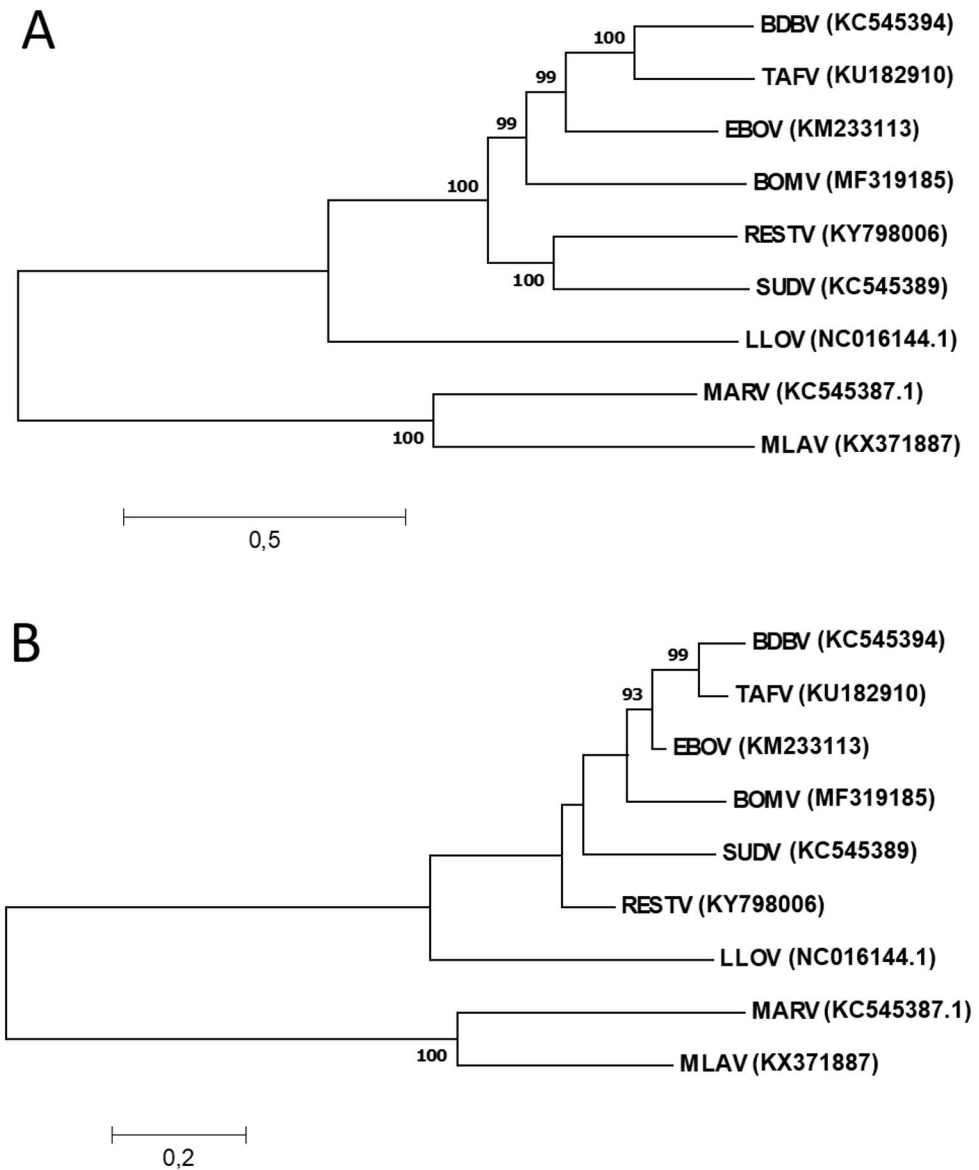 A
BDBV (KC545394)
100
TAFV (KU182910)
99
EBOV (KM233113)
99
BOMV (MF319185)
100
RESTV (KY798006)
100
SUDV (KC545389)
LLOV (NC016144.1)
MARV (KC545387.1)
100
MLAV (KX371887)
0,5
B
BDBV (KC545394)
99
TAFV (KU182910)
93
EBOV (KM233113)
BOMV (MF319185)
SUDV (KC545389)
RESTV (KY798006)
LLOV (NC016144.1)
MARV (KC545387.1)
100
MLAV (KX371887)
0,2